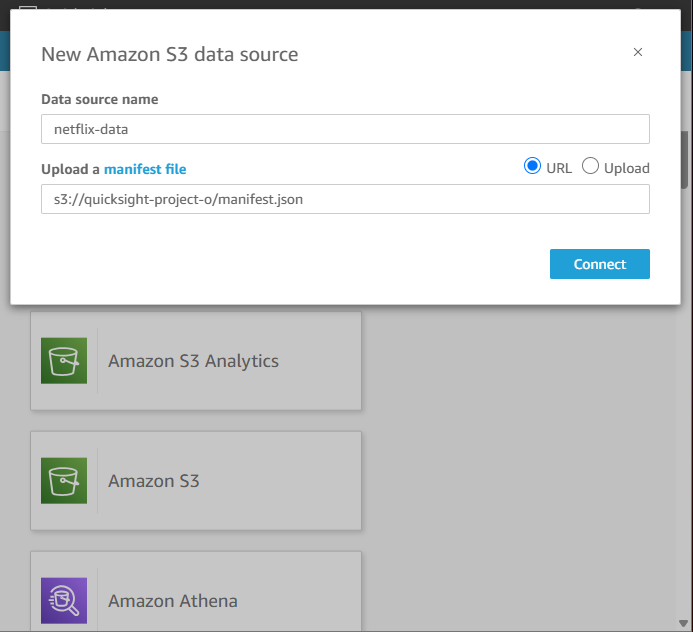 New Amazon S3 data source
Data source name
netflix-data
Upload a manifest file
URL
Upload
s3://quicksight-project-o/manifest.json
Connect
Amazon S3 Analytics
Amazon S3
Amazon Athena